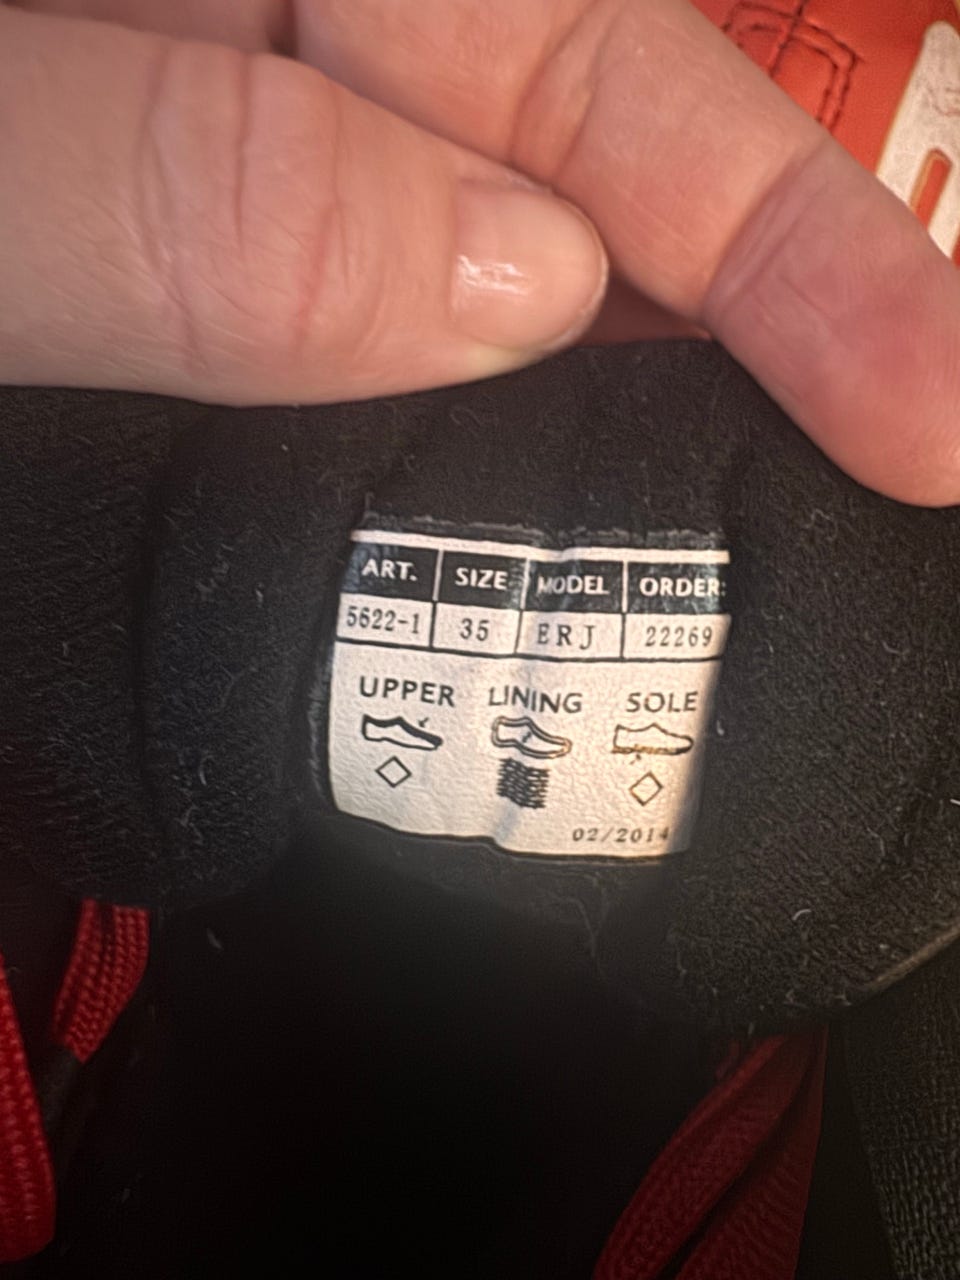 ART. SIZE MODEL ORDER:
5622-1 35 ERJ 22269
UPPER LINING SOLE
02/2014